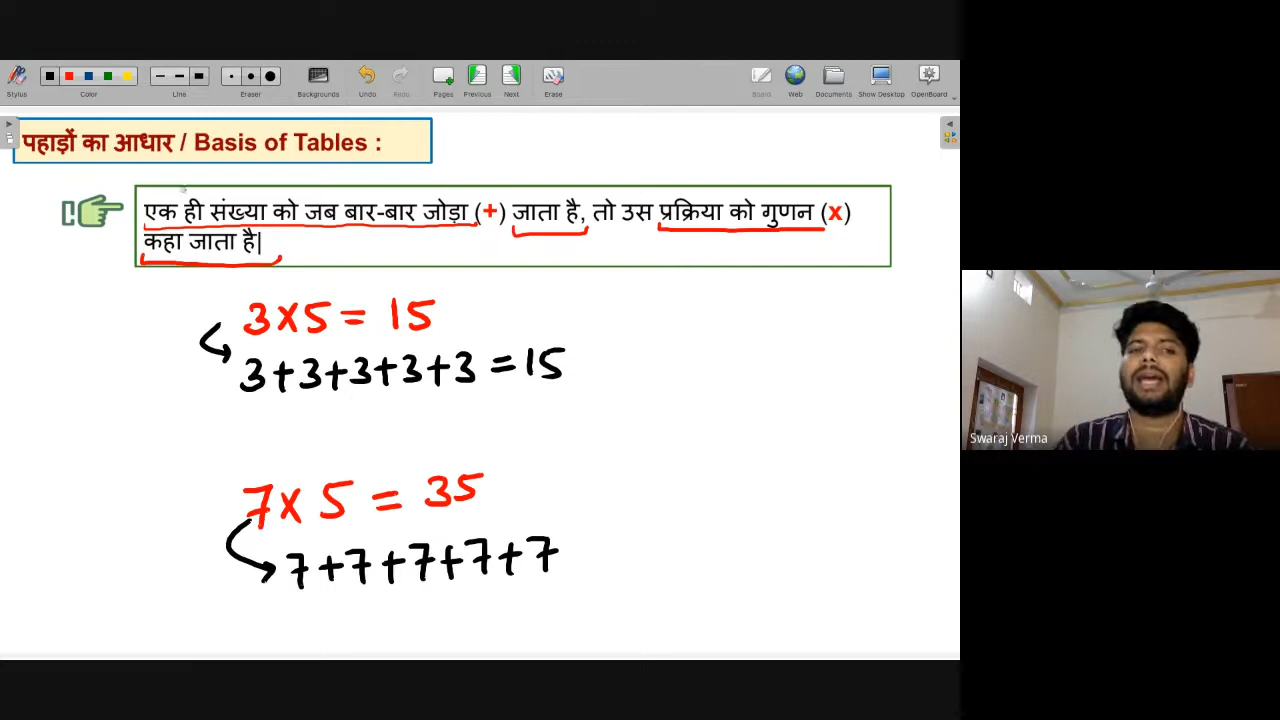 Stylus
Color
Line
Eraser
Backgrounds
Undo
Redo
Pages
Previous
Next
Erase
Board
Web
Documents
Show Desktop
OpenBoard
पहाड़ों का आधार / Basis of Tables :
एक ही संख्या को जब बार-बार जोड़ा (+) जाता है, तो उस प्रक्रिया को गुणन (x)
कहा जाता है|
3x5 = 15
3+3+3+3+3 = 15
7x 5 = 35
7+7+7+7+7
Swaraj Verma